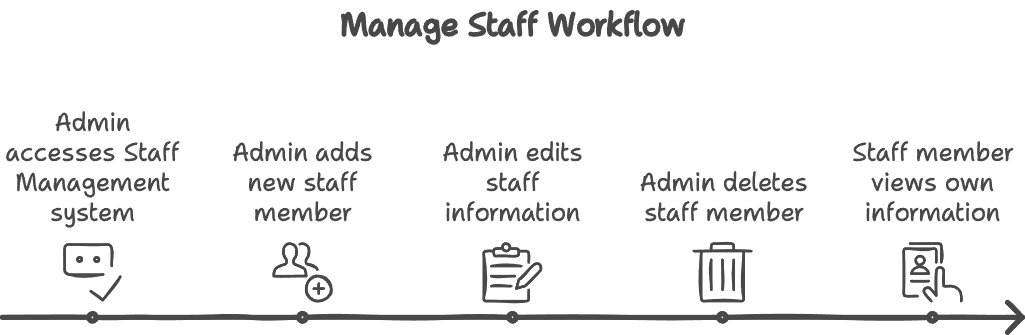 Manage Staff Workflow
Admin
accesses Staff
Management
system
Admin adds
new staff
member
Admin edits
staff
information
Admin deletes
staff member
Staff member
views own
information